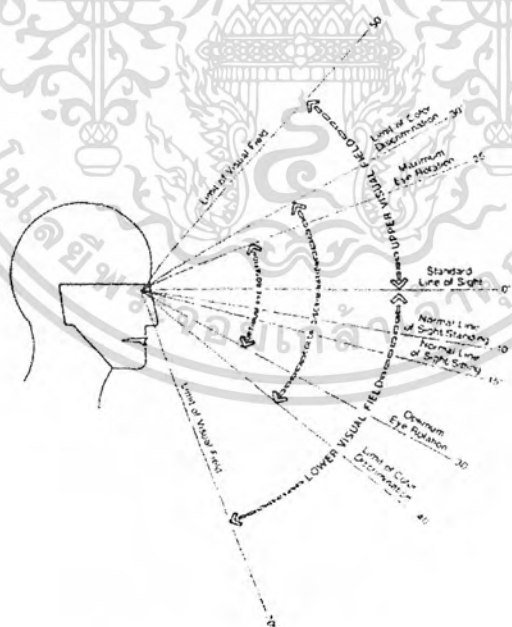 50°
Limit of Visual Field
Limit of Color
Discrimination
30°
Maximum
Eye Rotation
25°
UPPER VISUAL FIELD
Standard
Line of Sight
0°
Normal Line
of Sight Standing
10°
Normal Line
of Sight Sitting
15°
Optimum
Eye Rotation
30°
LOWER VISUAL FIELD
Limit of Color
Discrimination
40°
Limit of Visual Field